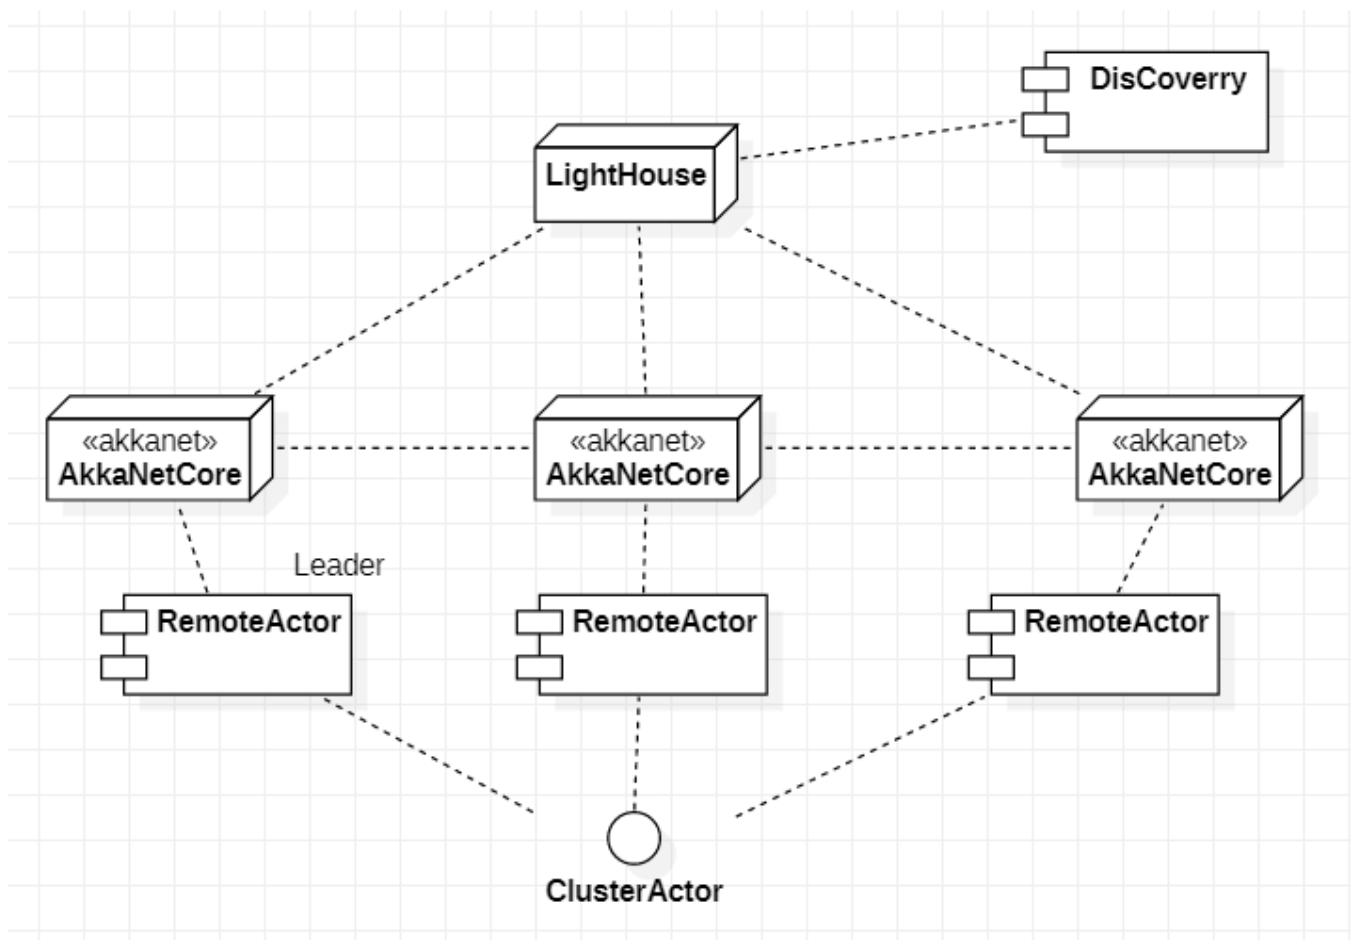 DisCoverry
LightHouse
«akkanet»
AkkaNetCore
«akkanet»
AkkaNetCore
«akkanet»
AkkaNetCore
Leader
RemoteActor
RemoteActor
RemoteActor
ClusterActor